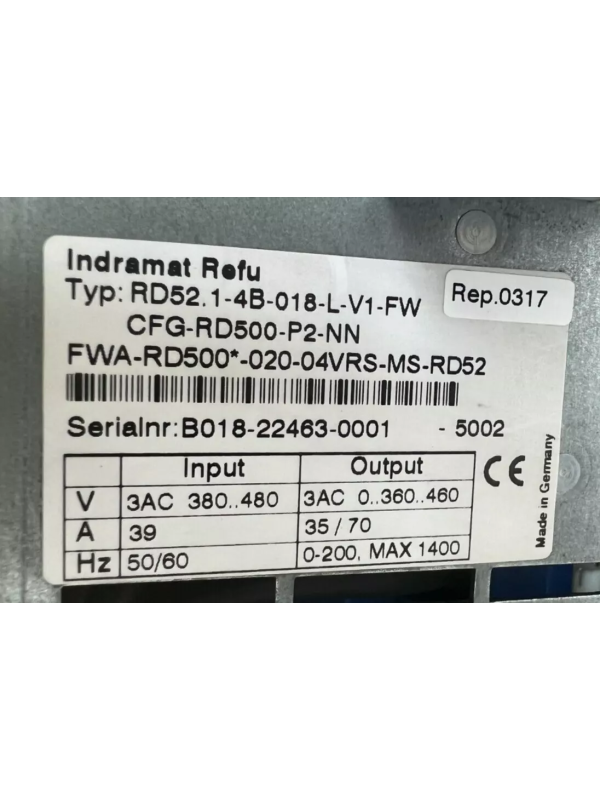 Indramat Refu
Typ: RD52.1-4B-018-L-V1-FW
Rep.0317
CFG-RD500-P2-NN
FWA-RD500*-020-04VRS-MS-RD52
Serialnr:B018-22463-0001 - 5002
Input Output
V 3AC 380..480 3AC 0..360..460
A 39 35 / 70
Hz 50/60 0-200, MAX 1400
CE
Made in Germany